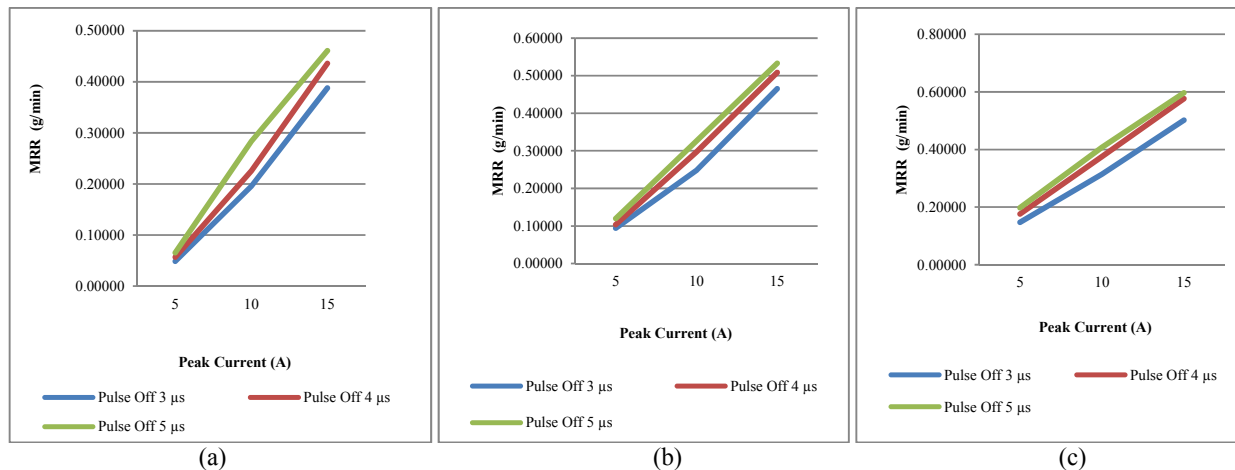 0.50000
0.40000
0.30000
0.20000
0.10000
0.00000
MRR (g/min)
5 10 15
Peak Current (A)
Pulse Off 3 µs Pulse Off 4 µs
Pulse Off 5 µs
(a)
0.60000
0.50000
0.40000
0.30000
0.20000
0.10000
0.00000
MRR (g/min)
5 10 15
Peak Current (A)
Pulse Off 3 µs Pulse Off 4 µs
Pulse Off 5 µs
(b)
0.80000
0.60000
0.40000
0.20000
0.00000
MRR (g/min)
5 10 15
Peak Current (A)
Pulse Off 3 µs Pulse Off 4 µs
Pulse Off 5 µs
(c)